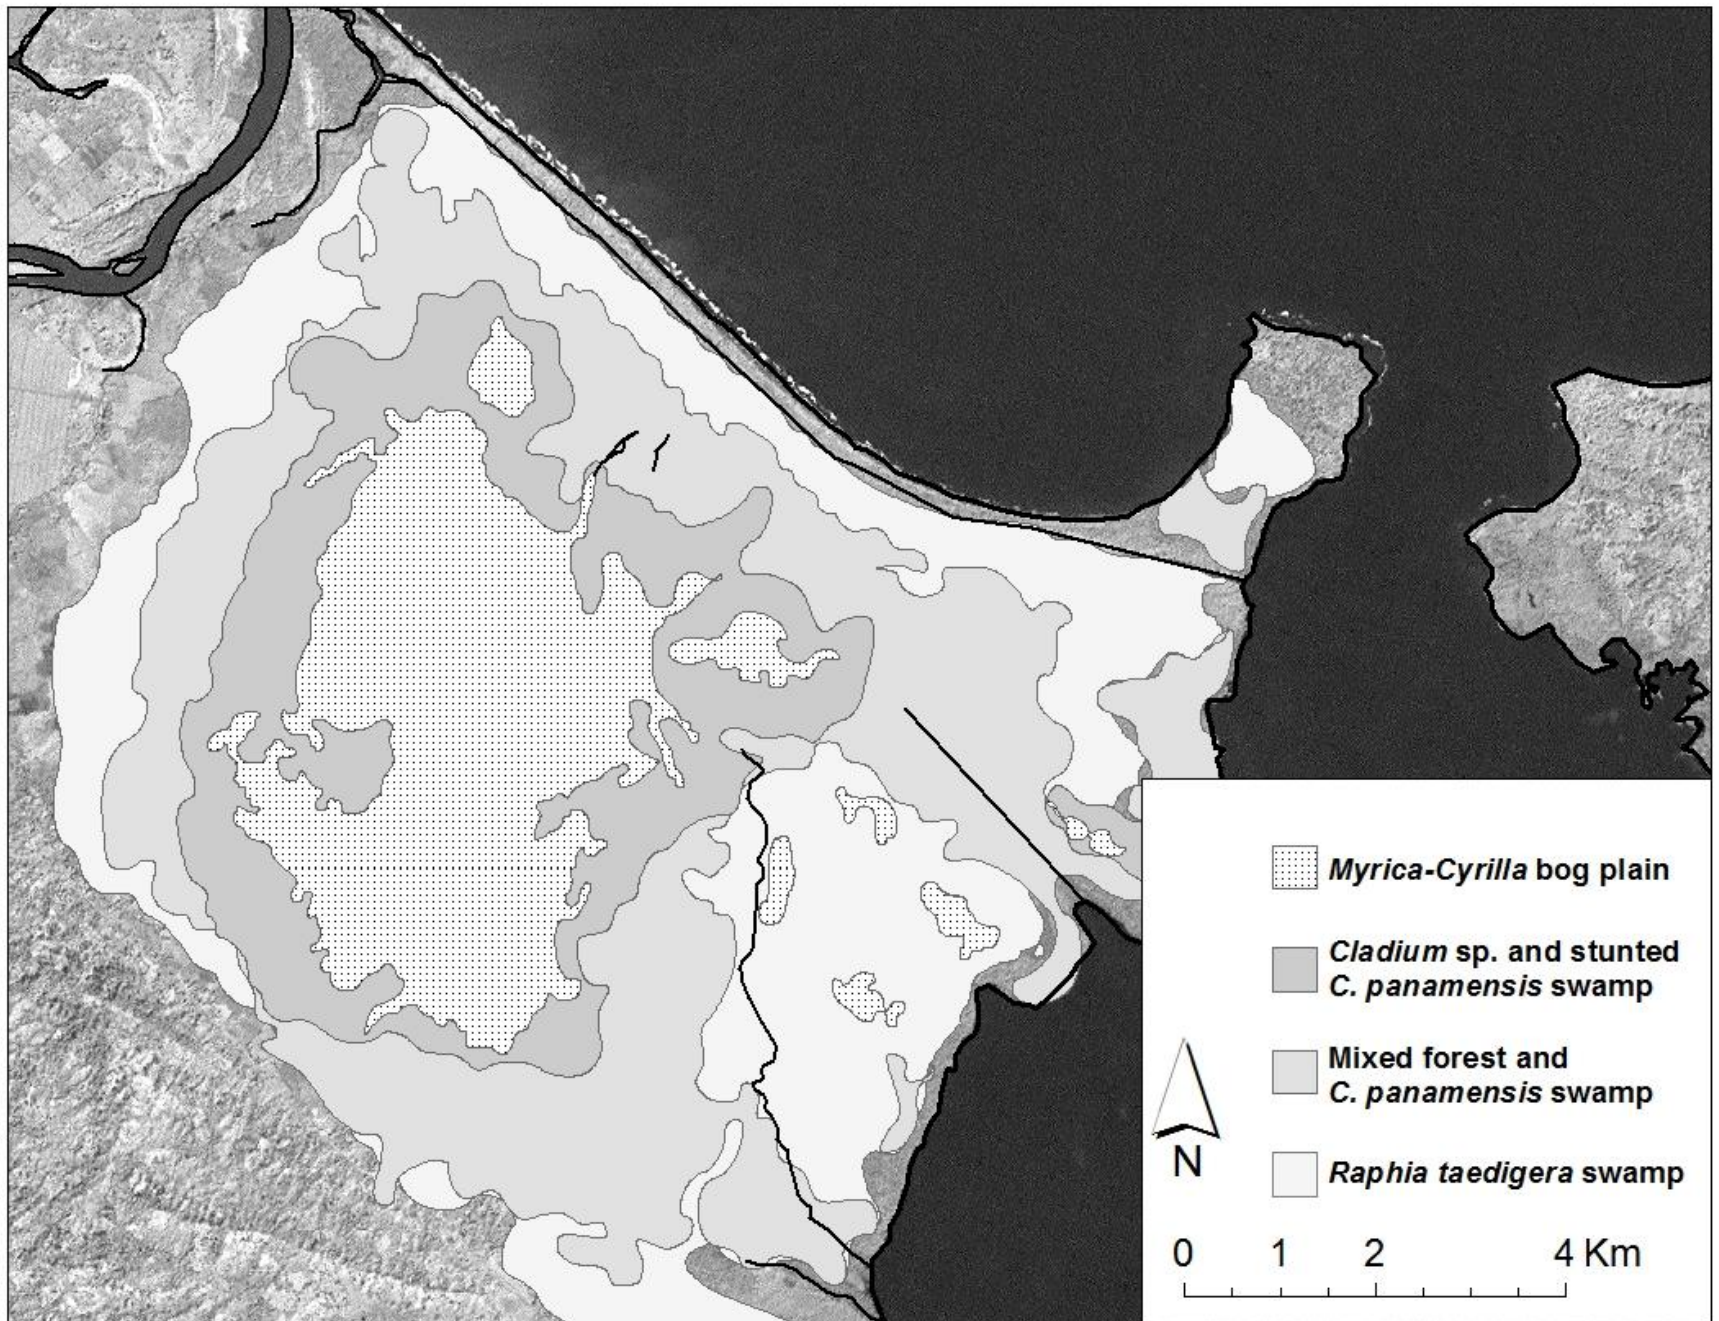 Myrica-Cyrilla bog plain
Cladium sp. and stunted
C. panamensis swamp
Mixed forest and
C. panamensis swamp
Raphia taedigera swamp
N
0 1 2 4 Km